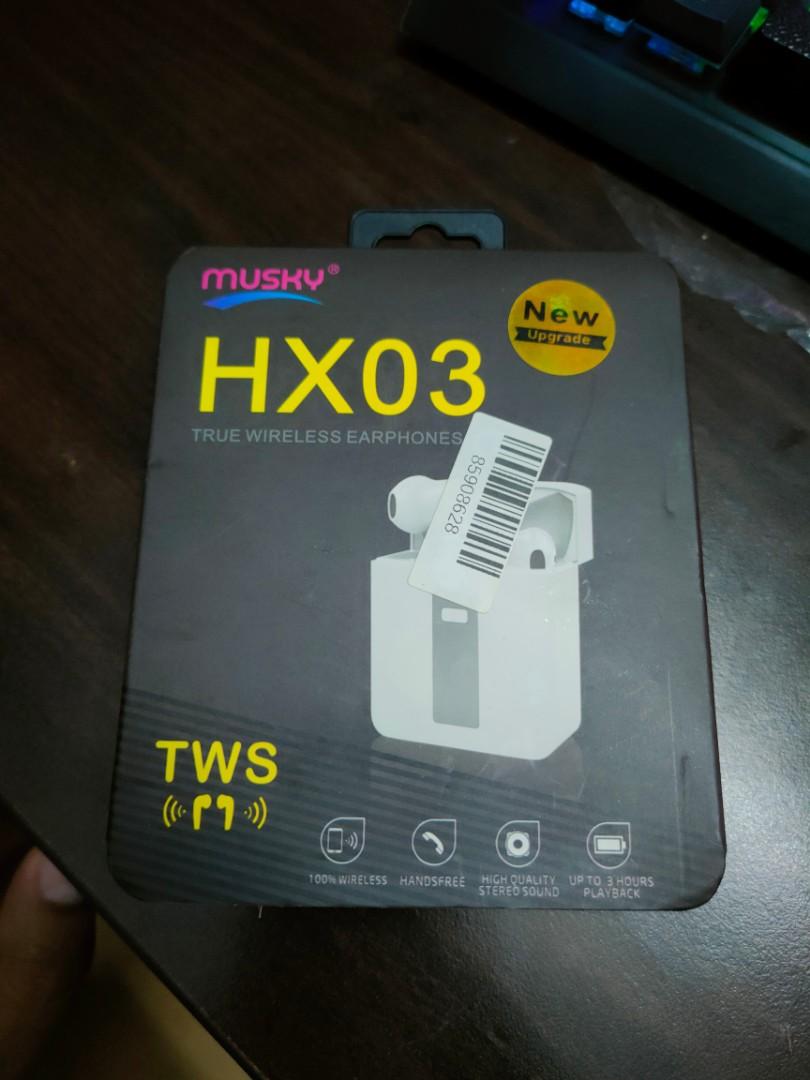 MUSKY®
New
Upgrade
HX03
TRUE WIRELESS EARPHONES
85908628
TWS
100% WIRELESS
HANDSFREE
HIGH QUALITY
STEREO SOUND
UP TO 3 HOURS
PLAYBACK